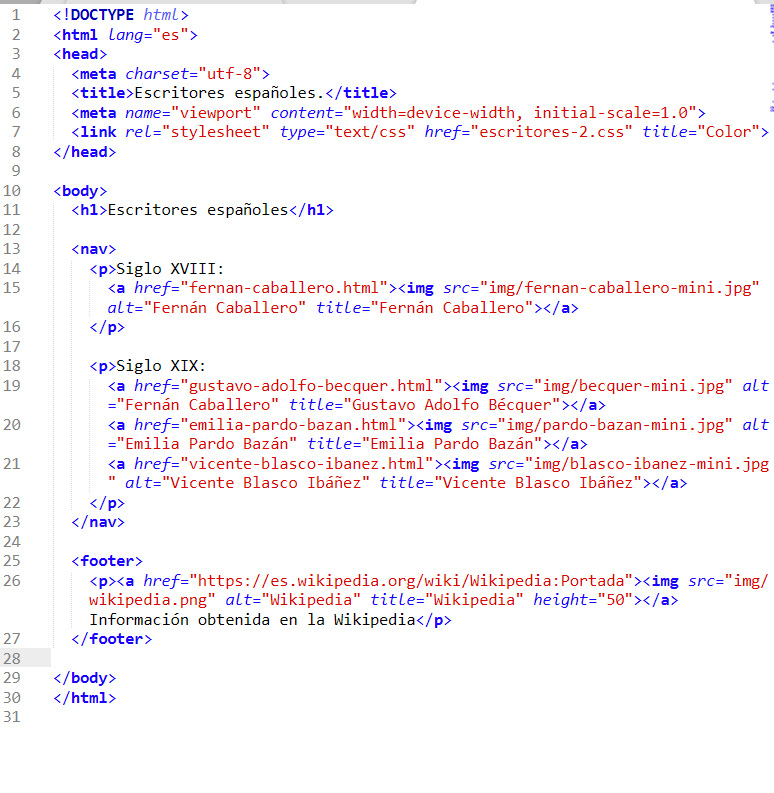 1 <!DOCTYPE html>
2 <html lang="es">
3 <head>
4 <meta charset="utf-8">
5 <title>Escritores españoles.</title>
6 <meta name="viewport" content="width=device-width, initial-scale=1.0">
7 <link rel="stylesheet" type="text/css" href="escritores-2.css" title="Color">
8 </head>
9
10 <body>
11 <h1>Escritores españoles</h1>
12
13 <nav>
14 <p>Siglo XVIII:
15 <a href="fernan-caballero.html"><img src="img/fernan-caballero-mini.jpg"
alt="Fernán Caballero" title="Fernán Caballero"></a>
16 </p>
17
18 <p>Siglo XIX:
19 <a href="gustavo-adolfo-becquer.html"><img src="img/becquer-mini.jpg" alt
="Fernán Caballero" title="Gustavo Adolfo Bécquer"></a>
20 <a href="emilia-pardo-bazan.html"><img src="img/pardo-bazan-mini.jpg" alt
="Emilia Pardo Bazán" title="Emilia Pardo Bazán"></a>
21 <a href="vicente-blasco-ibanez.html"><img src="img/blasco-ibanez-mini.jpg
" alt="Vicente Blasco Ibáñez" title="Vicente Blasco Ibáñez"></a>
22 </p>
23 </nav>
24
25 <footer>
26 <p><a href="https://es.wikipedia.org/wiki/Wikipedia:Portada"><img src="img/
wikipedia.png" alt="Wikipedia" title="Wikipedia" height="50"></a>
Información obtenida en la Wikipedia</p>
27 </footer>
28
29 </body>
30 </html>
31